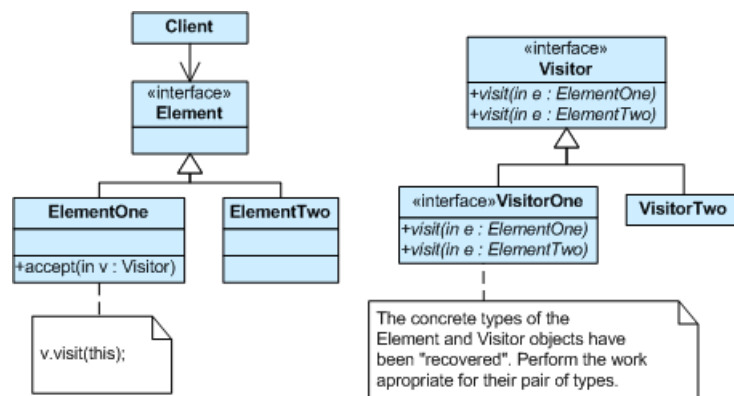 Client
«interface»
Element
ElementOne
+accept(in v : Visitor)
ElementTwo
v.visit(this);
«interface»
Visitor
+visit(in e : ElementOne)
+visit(in e : ElementTwo)
«interface»VisitorOne
+visit(in e : ElementOne)
+visit(in e : ElementTwo)
VisitorTwo
The concrete types of the
Element and Visitor objects have
been "recovered". Perform the work
apropriate for their pair of types.